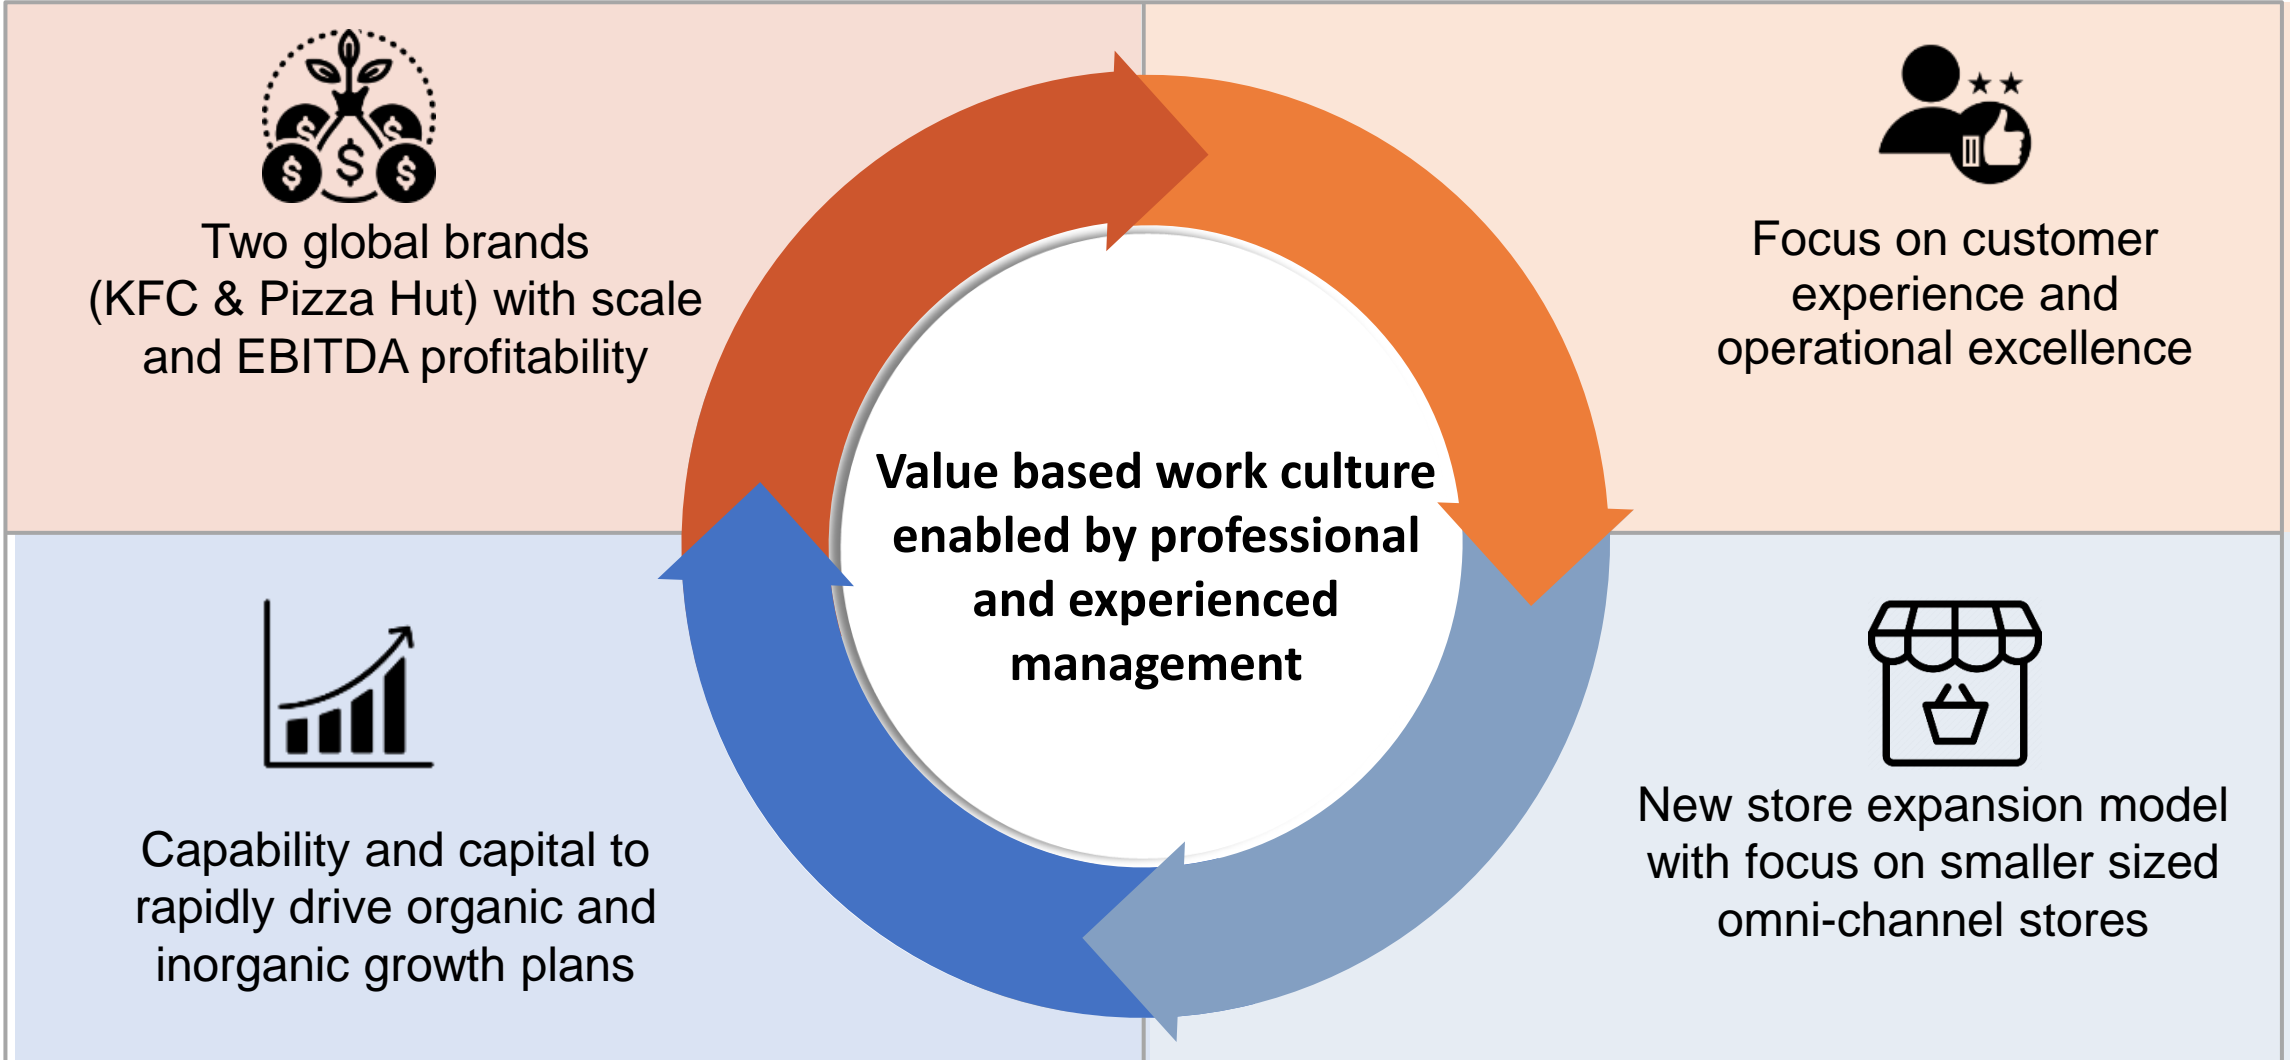 Two global brands
(KFC & Pizza Hut) with scale
and EBITDA profitability
Focus on customer
experience and
operational excellence
Value based work culture
enabled by professional
and experienced
management
Capability and capital to
rapidly drive organic and
inorganic growth plans
New store expansion model
with focus on smaller sized
omni-channel stores